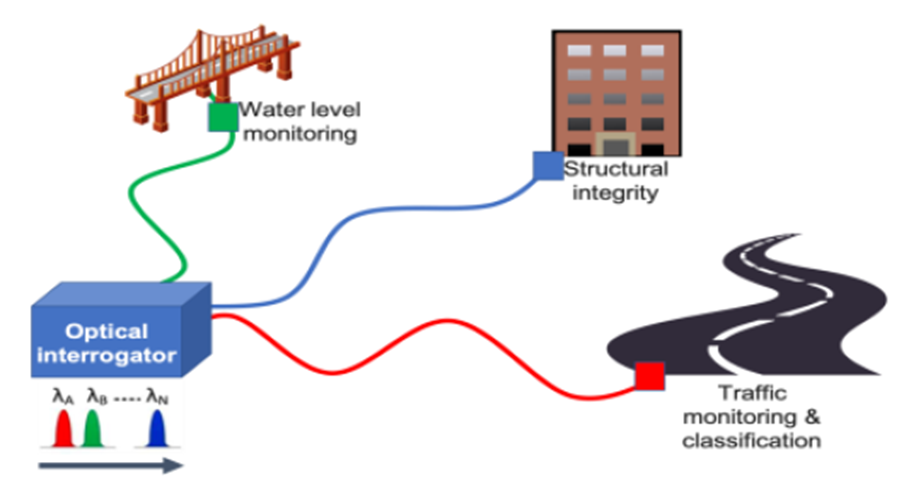 Water level
monitoring
Structural
integrity
Optical
interrogator
λA λB ---- λN
Traffic
monitoring &
classification